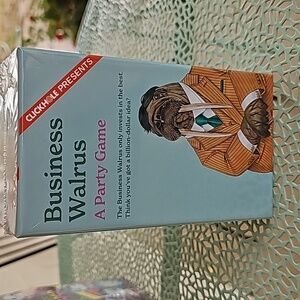 CLICKHOLE PRESENTS
Business
Walrus
A Party Game
The Business Walrus only invests in the best.
Think you've got a billion-dollar idea?